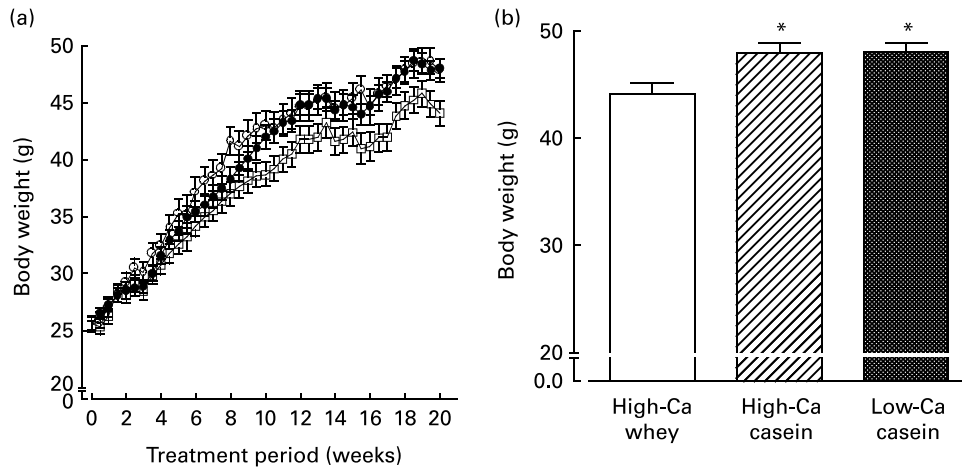 (a)
50
45
40
35
30
25
20
0
Body weight (g)
0 2 4 6 8 10 12 14 16 18 20
Treatment period (weeks)
(b)
50
40
30
20
0.0
Body weight (g)
* *
High-Ca whey
High-Ca casein
Low-Ca casein